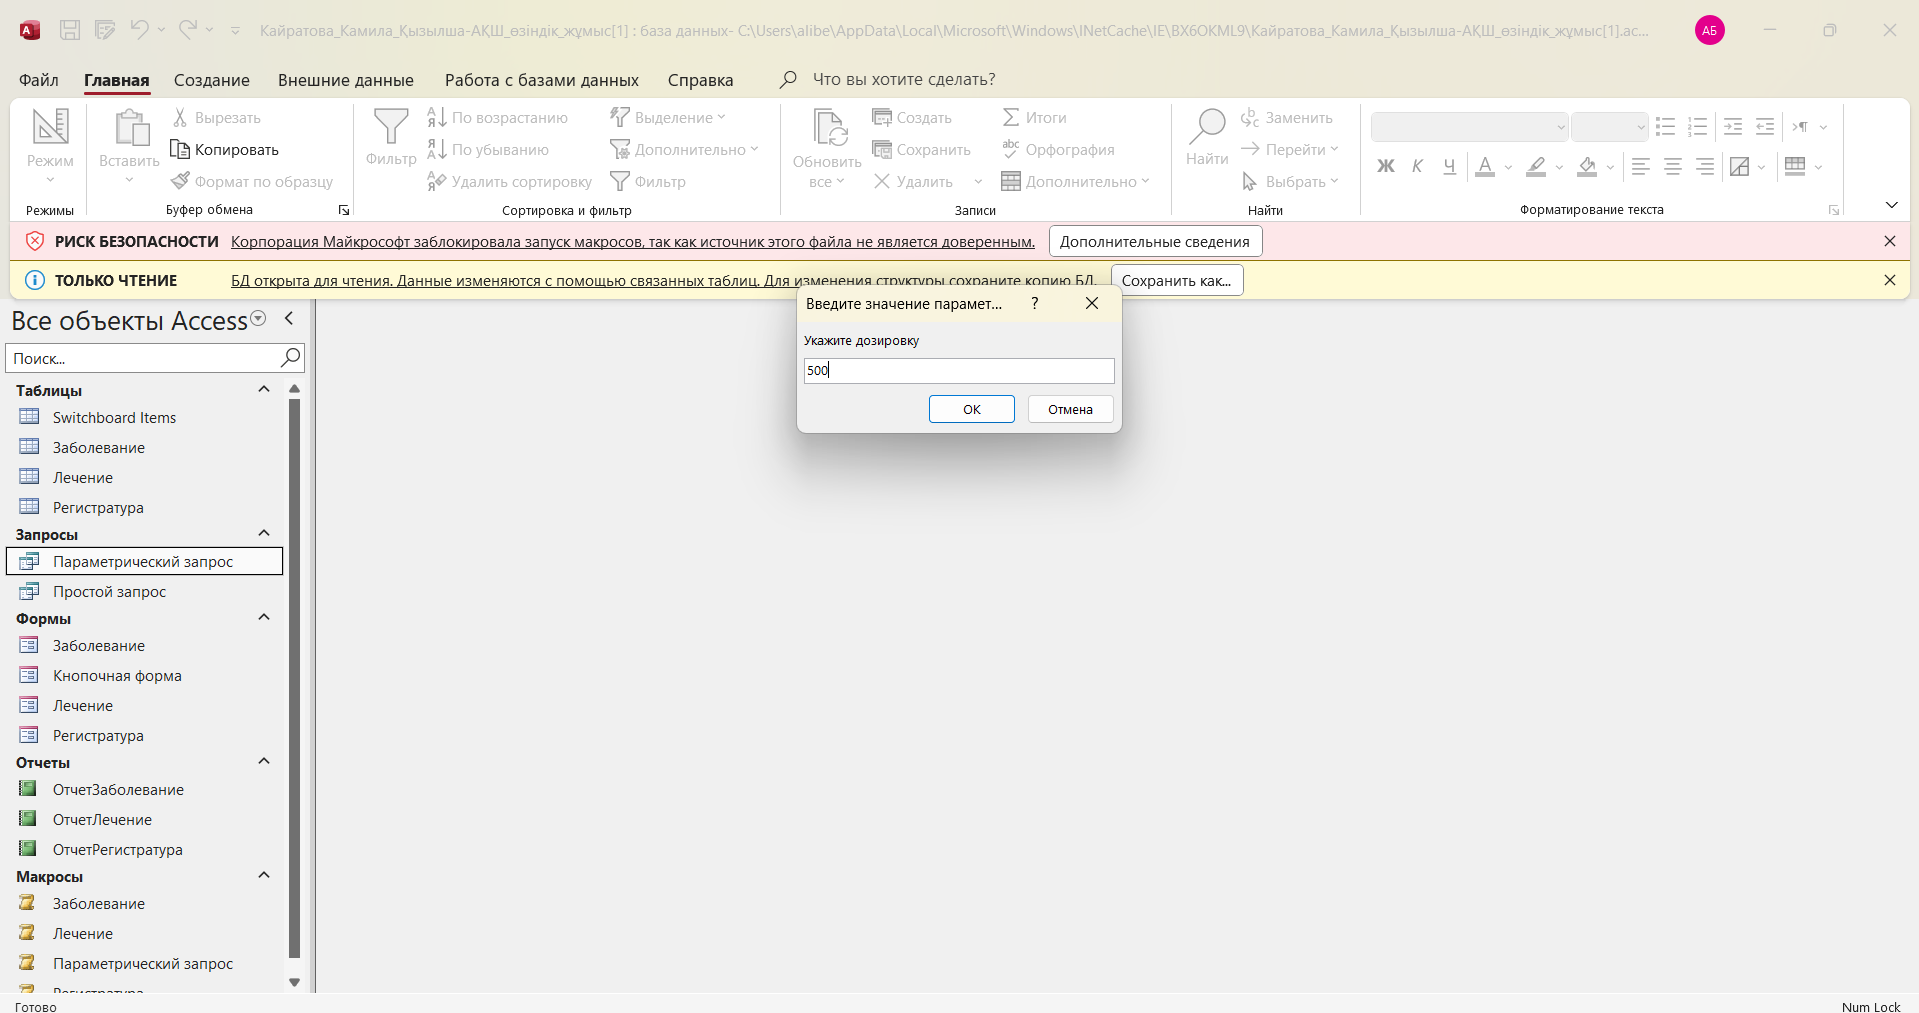 Кайратова_Камила_Қызылша-АҚШ_өзіндік_жұмыс[1] : база данных- C:\Users\alibe\AppData\Local\Microsoft\Windows\INetCache\IE\BX6OKML9\Кайратова_Камила_Қызылша-АҚШ_өзіндік_жұмыс[1].ac...
АБ
Файл Главная Создание Внешние данные Работа с базами данных Справка Что вы хотите сделать?
Режим
Режимы
Вставить
Вырезать
Копировать
Формат по образцу
Буфер обмена
Фильтр
По возрастанию
По убыванию
Удалить сортировку
Выделение
Дополнительно
Фильтр
Сортировка и фильтр
Обновить
все
Создать
Сохранить
Удалить
Итоги
Орфография
Дополнительно
Записи
Найти
Заменить
Перейти
Выбрать
Найти
Ж К Ч А
Форматирование текста
РИСК БЕЗОПАСНОСТИ Корпорация Майкрософт заблокировала запуск макросов, так как источник этого файла не является доверенным. Дополнительные сведения
ТОЛЬКО ЧТЕНИЕ БД открыта для чтения. Данные изменяются с помощью связанных таблиц. Для изменения структуры сохраните копию БД. Сохранить как...
Введите значение парамет... ?
Укажите дозировку
500
ОК Отмена
Все объекты Access
Поиск...
Таблицы
Switchboard Items
Заболевание
Лечение
Регистратура
Запросы
Параметрический запрос
Простой запрос
Формы
Заболевание
Кнопочная форма
Лечение
Регистратура
Отчеты
ОтчетЗаболевание
ОтчетЛечение
ОтчетРегистратура
Макросы
Заболевание
Лечение
Параметрический запрос
Регистратура
Готово
Num Lock